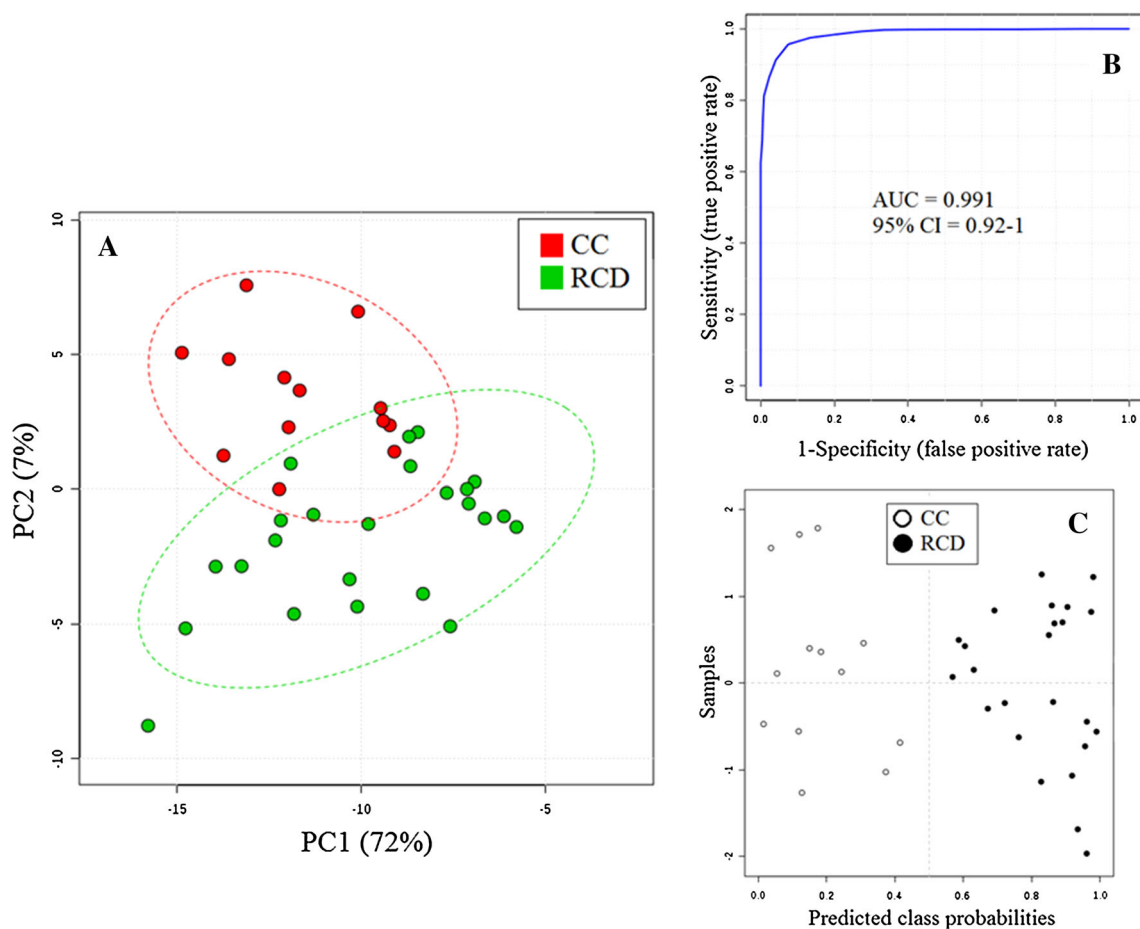 A
CC
RCD
10
5
0
-5
-10
PC2 (7%)
-15
-10
-5
PC1 (72%)
B
1.0
0.8
0.6
0.4
0.2
0.0
Sensitivity (true positive rate)
AUC = 0.991
95% CI = 0.92-1
0.0
0.2
0.4
0.6
0.8
1.0
1-Specificity (false positive rate)
C
CC
RCD
2
1
0
-1
-2
Samples
0.0
0.2
0.4
0.6
0.8
1.0
Predicted class probabilities